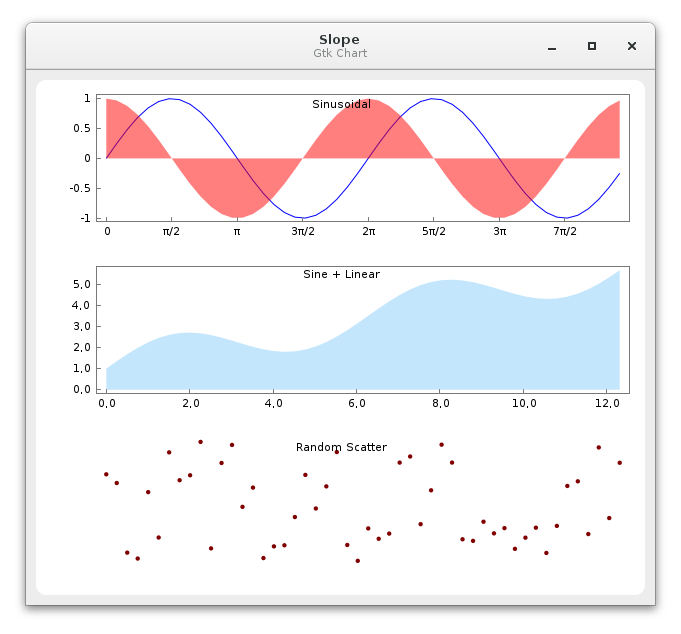 Slope
Gtk Chart
Sinusoidal
1
0.5
0
-0.5
-1
0 π/2 π 3π/2 2π 5π/2 3π 7π/2
Sine + Linear
5,0
4,0
3,0
2,0
1,0
0,0
0,0 2,0 4,0 6,0 8,0 10,0 12,0
Random Scatter